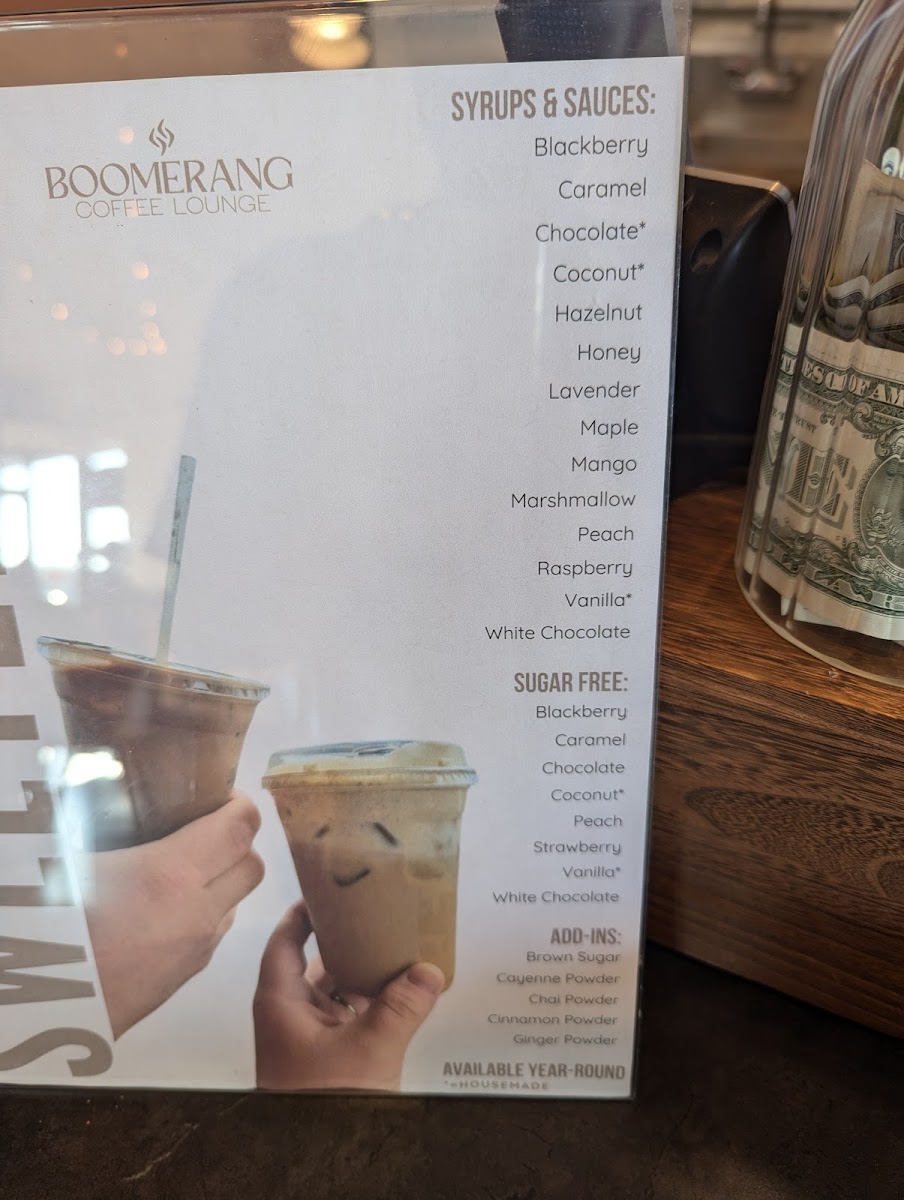 BOOMERANG
COFFEE LOUNGE
SYRUPS & SAUCES:
Blackberry
Caramel
Chocolate*
Coconut*
Hazelnut
Honey
Lavender
Maple
Mango
Marshmallow
Peach
Raspberry
Vanilla*
White Chocolate
SUGAR FREE:
Blackberry
Caramel
Chocolate
Coconut*
Peach
Strawberry
Vanilla*
White Chocolate
ADD-INS:
Brown Sugar
Cayenne Powder
Chai Powder
Cinnamon Powder
Ginger Powder
AVAILABLE YEAR-ROUND
*=HOUSEMADE